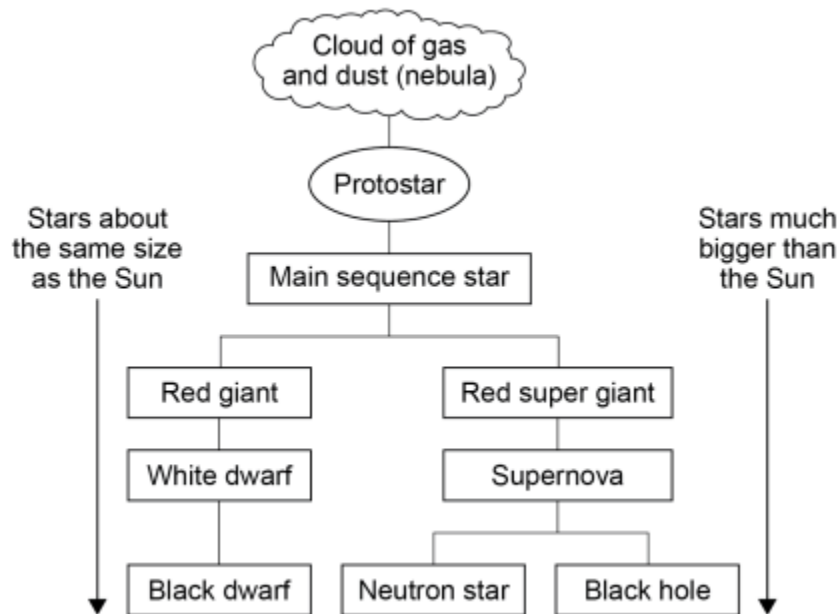 Cloud of gas
and dust (nebula)
Protostar
Stars about
the same size
as the Sun
Stars much
bigger than
the Sun
Main sequence star
Red giant
Red super giant
White dwarf
Supernova
Black dwarf
Neutron star
Black hole